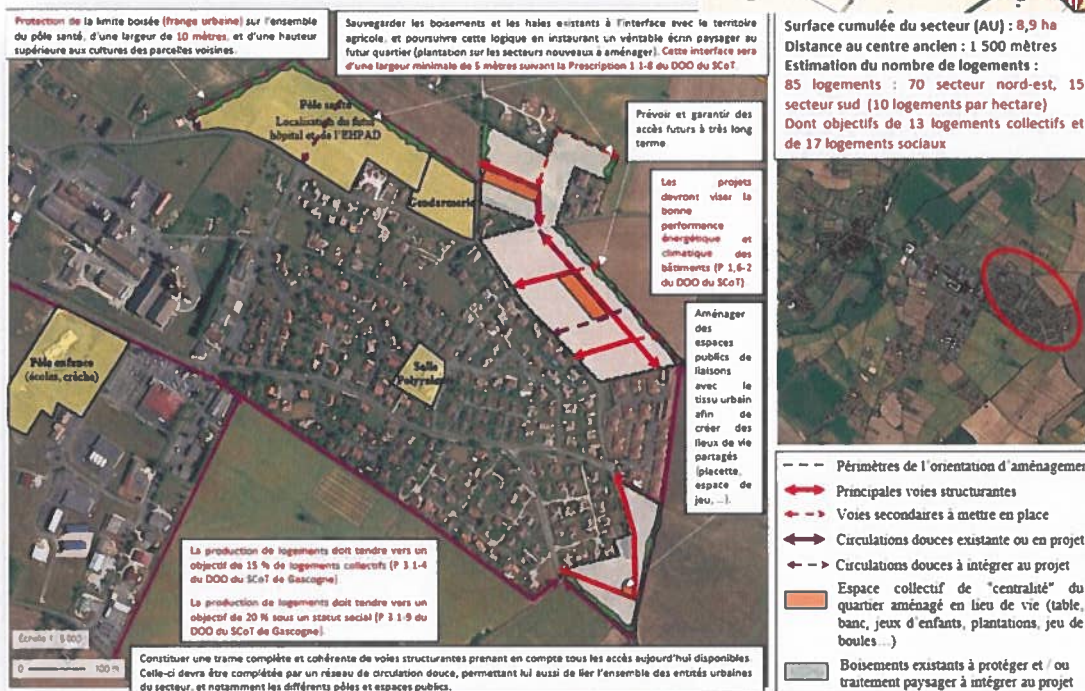 Protection de la limite boisée (frange urbaine) sur l'ensemble
du pôle santé, d'une largeur de 10 mètres, et d'une hauteur
supérieure aux cultures des parcelles voisines.
Sauvegarder les boisements et les haies existants à l'interface avec le territoire
agricole, et poursuivre cette logique en instaurant un véritable écrin paysager au
futur quartier (plantation sur les secteurs nouveaux à aménager). Cette interface sera
d'une largeur minimale de 5 mètres suivant la Prescription 1.1-8 du DOO du SCoT.
Surface cumulée du secteur (AU) : 8,9 ha
Distance au centre ancien : 1 500 mètres
Estimation du nombre de logements :
85 logements : 70 secteur nord-est, 15
secteur sud (10 logements par hectare)
Dont objectifs de 13 logements collectifs et
de 17 logements sociaux
Pôle santé
Localisation du futur
hôpital et de l'EHPAD
Gendarmerie
Prévoir et garantir des
accès futurs à très long
terme
Les projets
devront viser la
bonne
performance
énergétique et
climatique des
bâtiments (P 1.6-2
du DOO du SCoT)
Aménager
des
espaces
publics de
liaisons
avec le
tissu urbain
afin de
créer des
lieux de vie
partagés
(placette,
espace de
jeu, ...).
Pôle enfance
(écoles, crèche)
Salle
Polyvalente
La production de logements doit tendre vers un
objectif de 15 % de logements collectifs (P 3.1-4
du DOO du SCoT de Gascogne)
La production de logements doit tendre vers un
objectif de 20 % sous un statut social (P 3.1-9 du
DOO du SCoT de Gascogne).
Echelle 1: 8 000
0 100 m
Constituer une trame complète et cohérente de voies structurantes prenant en compte tous les accès aujourd'hui disponibles
Celle-ci devra être complétée par un réseau de circulation douce, permettant lui aussi de lier l'ensemble des entités urbaines
du secteur, et notamment les différents pôles et espaces publics.
Périmètres de l'orientation d'aménagement
Principales voies structurantes
Voies secondaires à mettre en place
Circulations douces existante ou en projet
Circulations douces à intégrer au projet
Espace collectif de "centralité" du
quartier aménagé en lieu de vie (table,
banc, jeux d'enfants, plantations, jeu de
boules...)
Boisements existants à protéger et / ou
traitement paysager à intégrer au projet